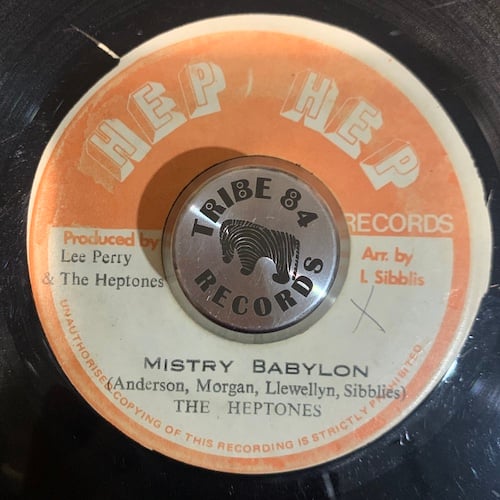 HEP HEP
RECORDS
TRIBE 84
RECORDS
Produced by
Lee Perry
& The Heptones
Arr. by
I. Sibblis
X
MISTRY BABYLON
(Anderson, Morgan, Llewellyn, Sibblies)
THE HEPTONES
UNAUTHORISED COPYING OF THIS RECORDING IS STRICTLY PROHIBITED